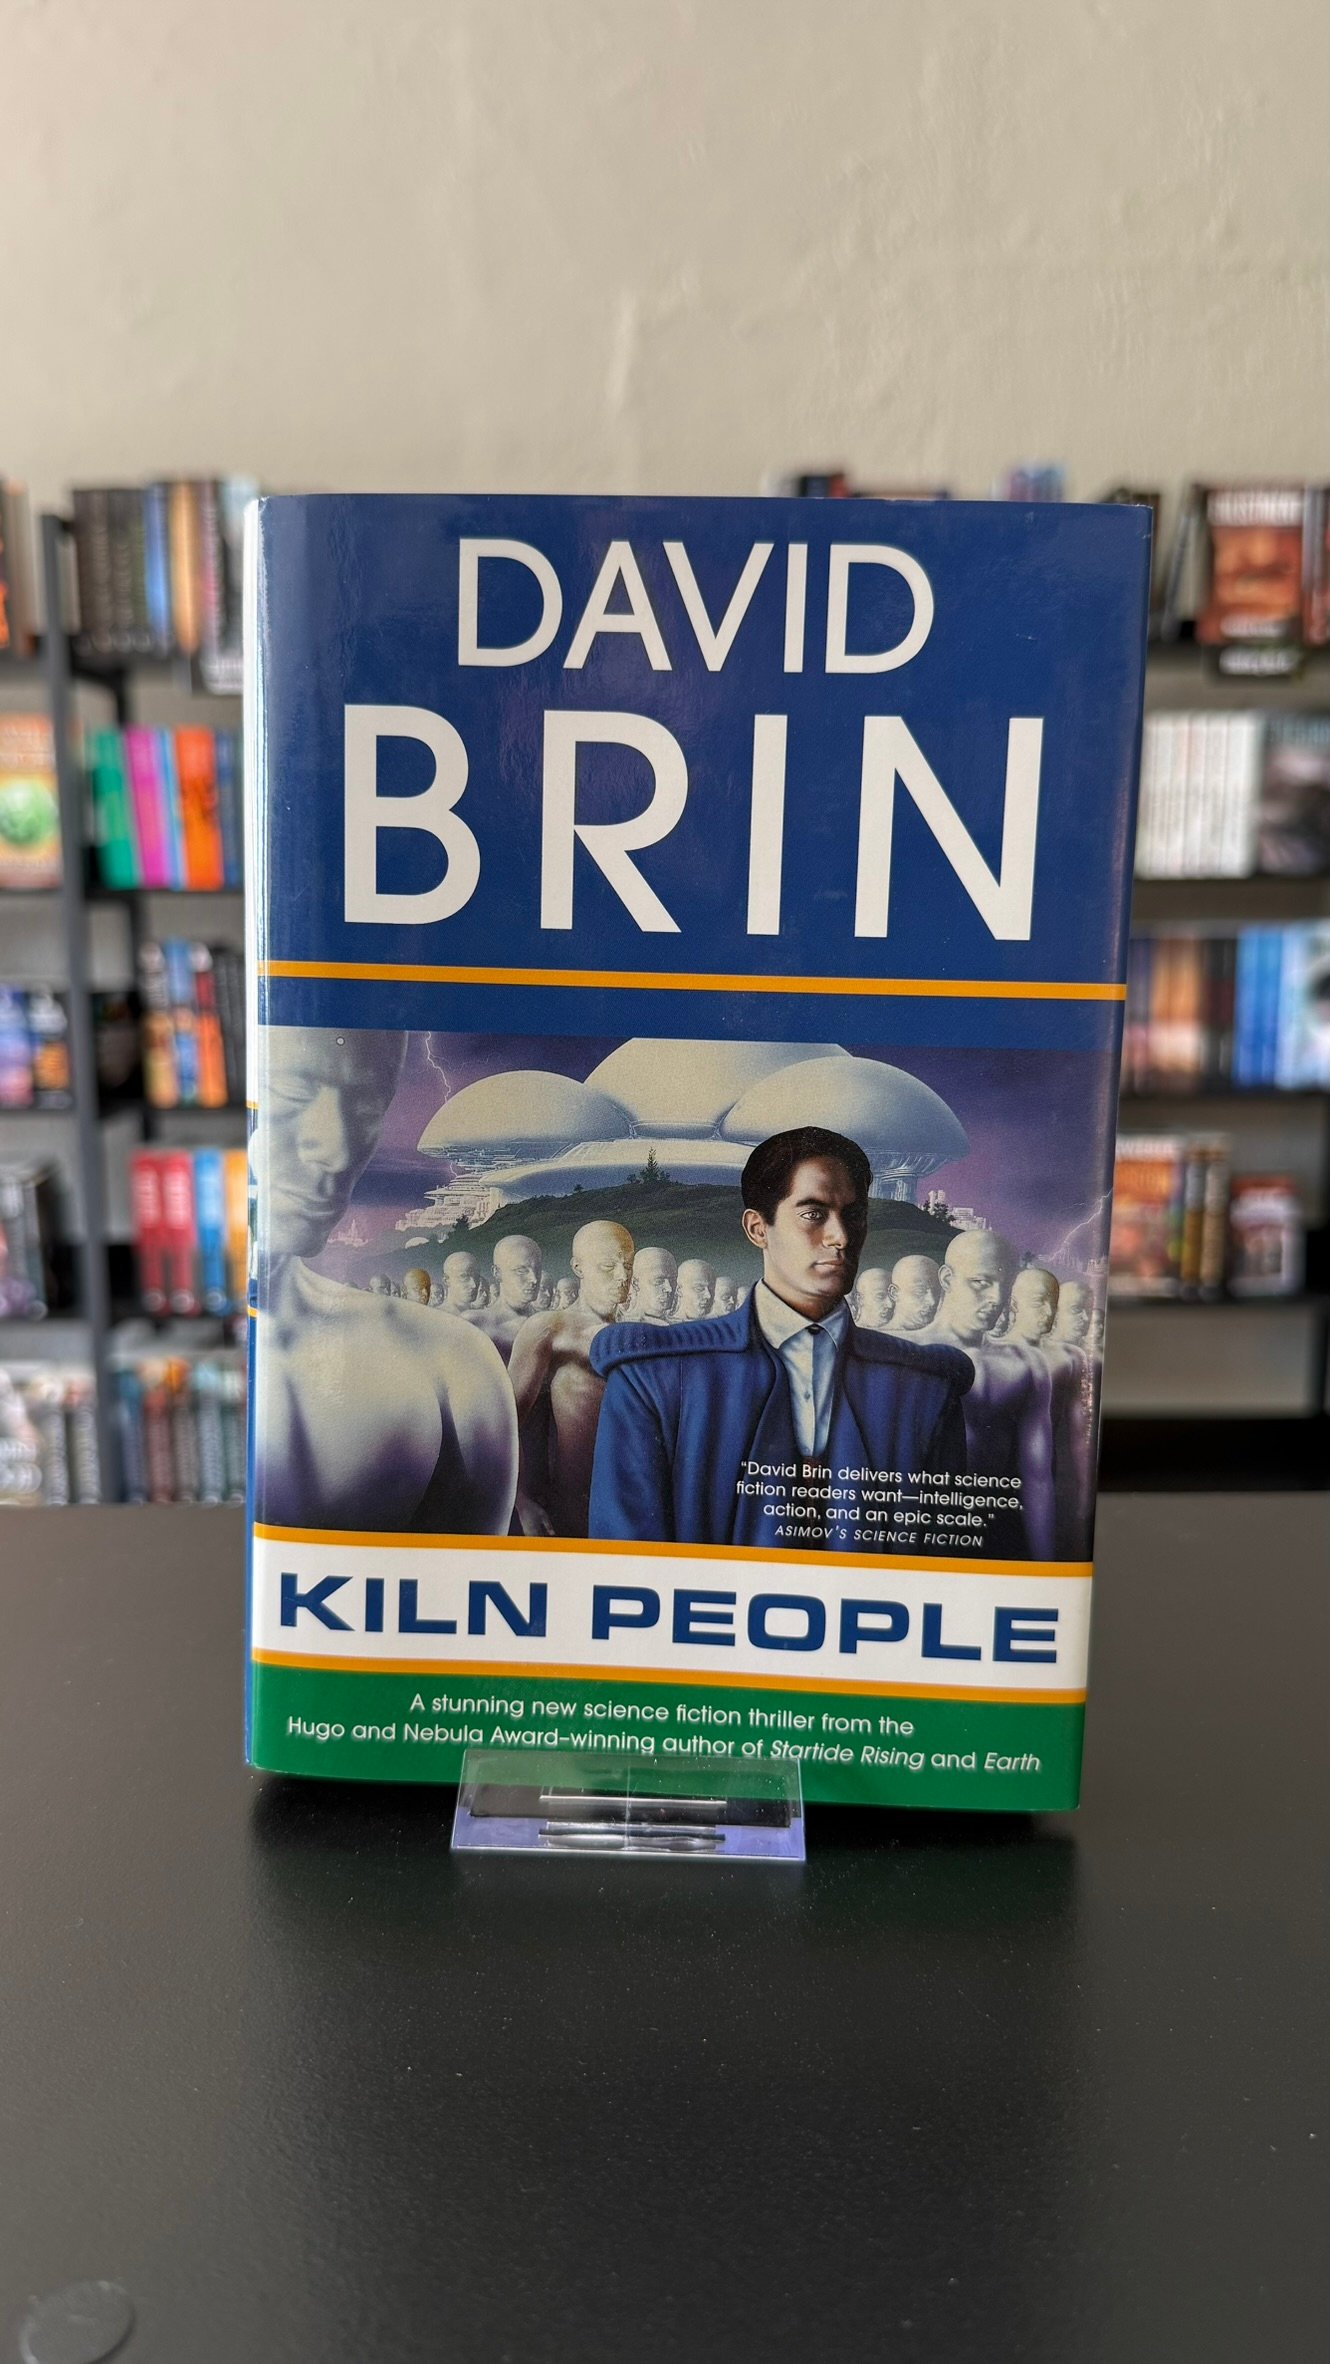 DAVID
BRIN
"David Brin delivers what science
fiction readers want—intelligence,
action, and an epic scale."
ASIMOV'S SCIENCE FICTION
KILN PEOPLE
A stunning new science fiction thriller from the
Hugo and Nebula Award–winning author of Startide Rising and Earth